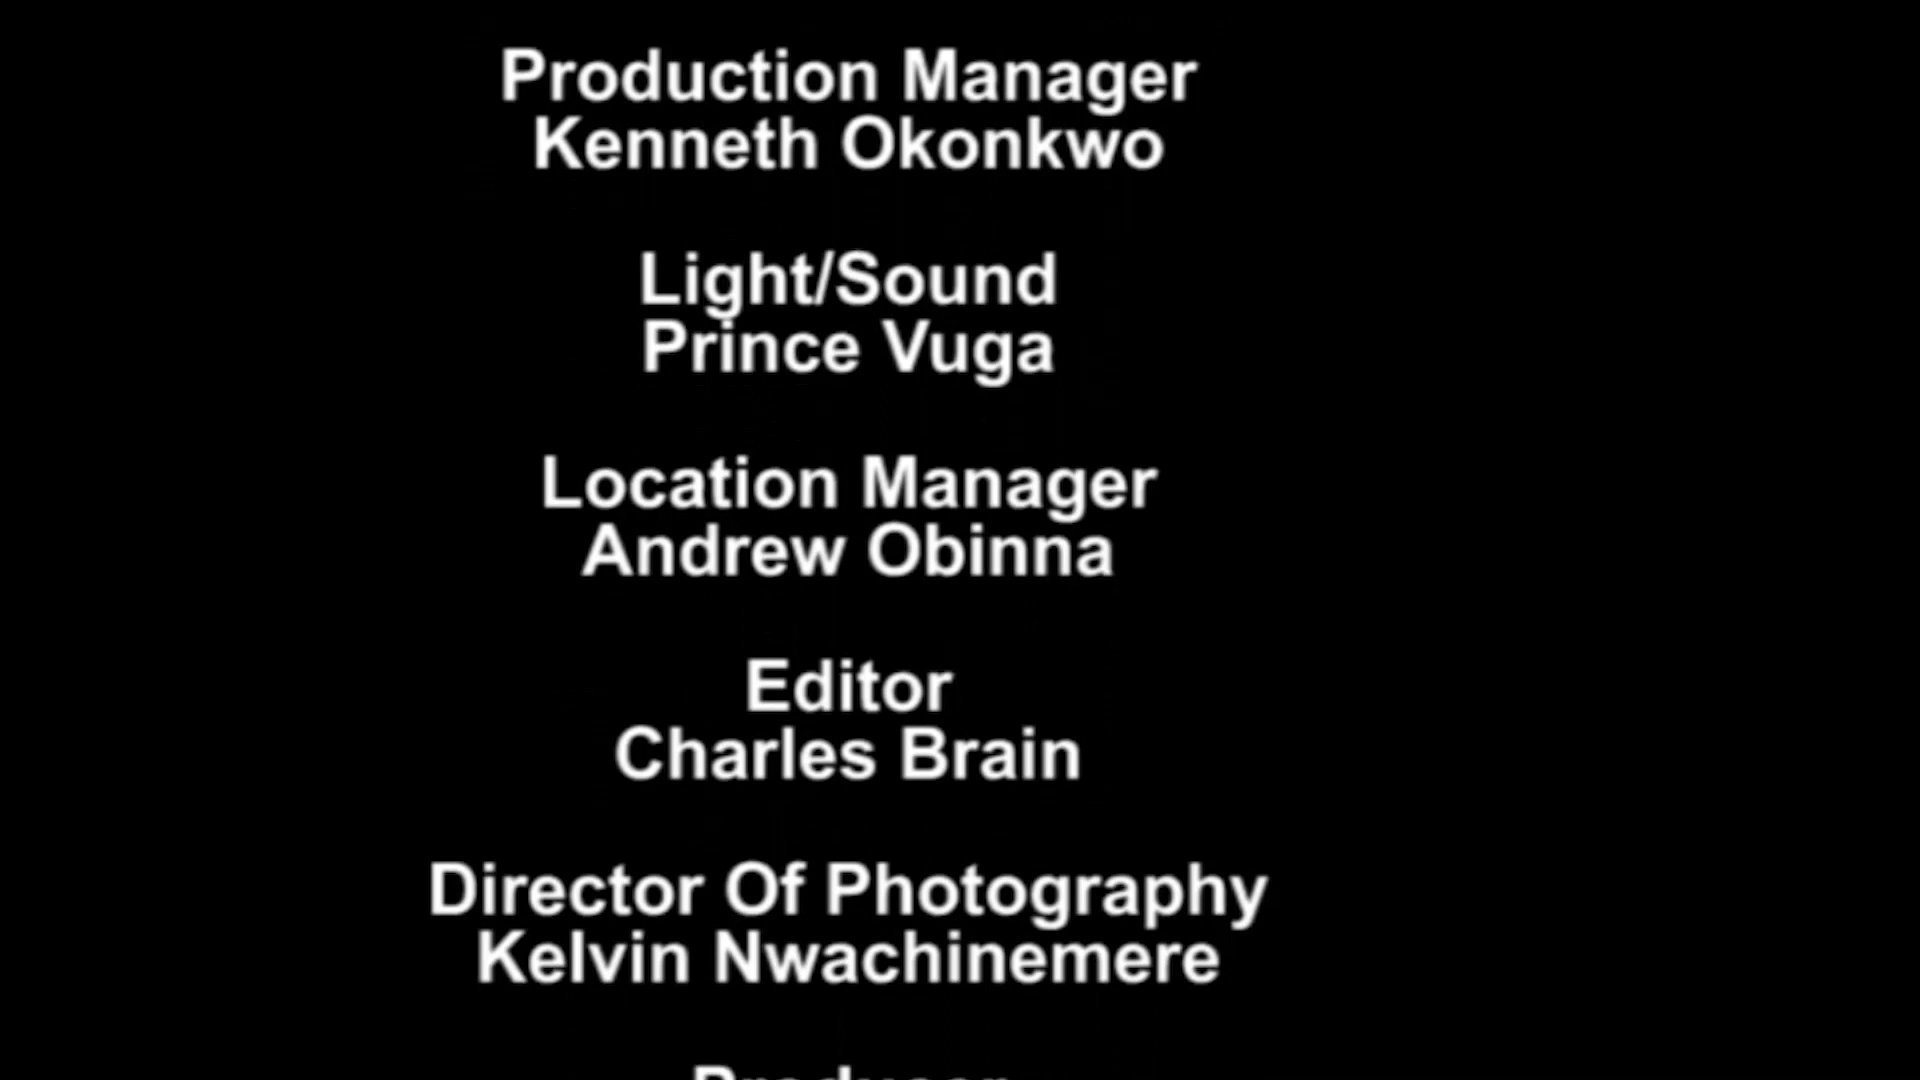 Production Manager
Kenneth Okonkwo
Light/Sound
Prince Vuga
Location Manager
Andrew Obinna
Editor
Charles Brain
Director Of Photography
Kelvin Nwachinemere
Producer